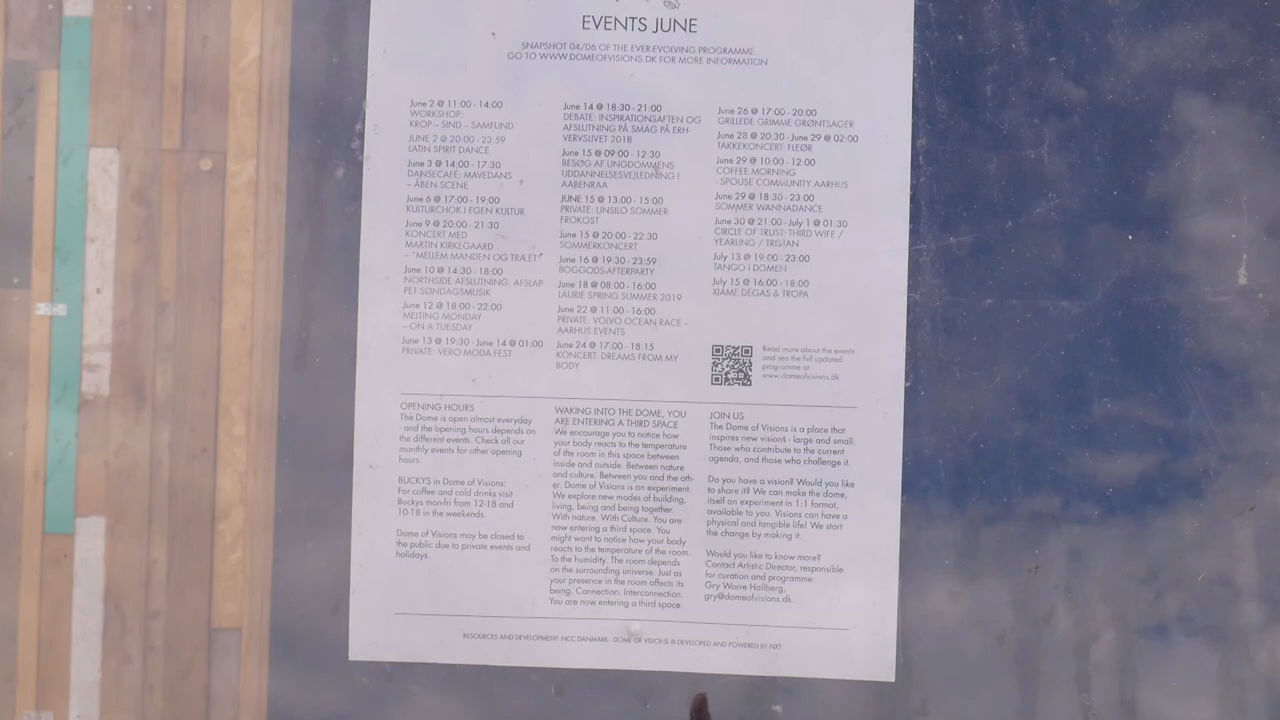 EVENTS JUNE
SNAPSHOT 04/06 OF THE EVER-EVOLVING PROGRAMME.
GO TO WWW.DOMEOFVISIONS.DK FOR MORE INFORMATION
June 2 @ 11:00 - 14:00
WORKSHOP:
KROP – SIND – SAMFUND
JUNE 2 @ 20:00 - 23:59
LATIN SPIRIT DANCE
June 3 @ 14:00 - 17:30
DANSECAFÉ: MAVEDANS
– ÅBEN SCENE
June 6 @ 17:00 - 19:00
KULTURCHOK I EGEN KULTUR
June 9 @ 20:00 - 21:30
KONCERT MED
MARTIN KIRKEGAARD
– "MELLEM MANDEN OG TRÆET"
June 10 @ 14:30 - 18:00
NORTHSIDE AFSLUTNING: AFSLAP
PET SØNDAGSMUSIK
June 12 @ 18:00 - 22:00
MELTING MONDAY
– ON A TUESDAY
June 13 @ 19:30 - June 14 @ 01:00
PRIVATE: VERO MODA FEST
June 14 @ 18:30 - 21:00
DEBATE: INSPIRATIONSAFTEN OG
AFSLUTNING PÅ SMAG PÅ ERH-
VERVSLIVET 2018
June 15 @ 09:00 - 12:30
BESØG AF UNGDOMMENS
UDDANNELSESVEJLEDNING I
AABENRAA
JUNE 15 @ 13:00 - 15:00
PRIVATE: UNSILO SOMMER-
FROKOST
June 15 @ 20:00 - 22:30
SOMMERKONCERT
June 16 @ 19:30 - 23:59
BOGGODS-AFTERPARTY
June 18 @ 08:00 - 16:00
LAURIE SPRING SUMMER 2019
June 22 @ 11:00 - 16:00
PRIVATE: VOLVO OCEAN RACE –
AARHUS EVENTS
June 24 @ 17:00 - 18:15
KONCERT: DREAMS FROM MY
BODY
June 26 @ 17:00 - 20:00
GRILLEDE GRIMME GRØNTSAGER
June 28 @ 20:30 - June 29 @ 02:00
TAKKEKONCERT: FLEØR
June 29 @ 10:00 - 12:00
COFFEE MORNING
- SPOUSE COMMUNITY AARHUS
June 29 @ 18:30 - 23:00
SOMMER WANNADANCE
June 30 @ 21:00 - July 1 @ 01:30
CIRCLE OF TRUST: THIRD WIFE /
YEARLING / TRISTAN
July 13 @ 19:00 - 23:00
TANGO I DOMEN
July 15 @ 16:00 - 18:00
XIAME DÉGAS & TROPA
Read more about the events
and see the full updated
programme at
www.domeofvisions.dk
OPENING HOURS
The Dome is open almost everyday
- and the opening hours depends on
the different events. Check all our
monthly events for other opening
hours.
BUCKYS in Dome of Visions:
For coffee and cold drinks visit
Buckys mon-fri from 12-18 and
10-18 in the weekends.
Dome of Visions may be closed to
the public due to private events and
holidays.
WAKING INTO THE DOME, YOU
ARE ENTERING A THIRD SPACE
We encourage you to notice how
your body reacts to the temperature
of the room in this space between
inside and outside. Between nature
and culture. Between you and the oth-
er. Dome of Visions is an experiment.
We explore new modes of building,
living, being and being together.
With nature. With Culture. You are
now entering a third space. You
might want to notice how your body
reacts to the temperature of the room.
To the humidity. The room depends
on the surrounding universe. Just as
your presence in the room affects its
being. Connection. Interconnection.
You are now entering a third space.
JOIN US
The Dome of Visions is a place that
inspires new visions - large and small.
Those who contribute to the current
agenda, and those who challenge it.
Do you have a vision? Would you like
to share it? We can make the dome,
itself an experiment in 1:1 format,
available to you. Visions can have a
physical and tangible life! We start
the change by making it.
Would you like to know more?
Contact Artistic Director, responsible
for curation and programme:
Gry Worre Hallberg,
gry@domeofvisions.dk.
RESOURCES AND DEVELOPMENT: NCC DANMARK - DOME OF VISIONS ® DEVELOPED AND POWERED BY NXT